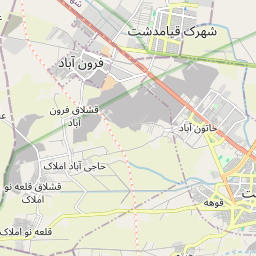 شهرک قیامدشت
فرون آباد
قشلاق فرون
آباد
خاتون آباد
حاجی آباد املاک
قشلاق قلعه نو
املاک
قوهه
قلعه نو املاک